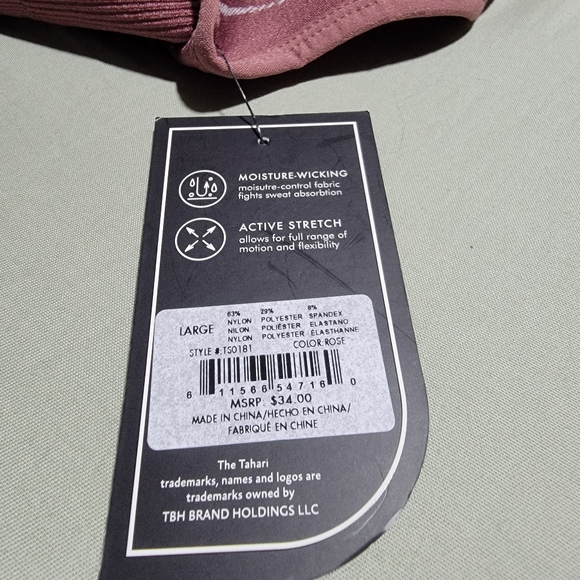 MOISTURE-WICKING
moisutre-control fabric
fights sweat absorbtion
ACTIVE STRETCH
allows for full range of
motion and flexibility
LARGE
63% 29% 8%
NYLON POLYESTER SPANDEX
NILON POLIÉSTER ELASTANO
NYLON POLYESTER ÉLASTHANNE
STYLE #:TS0181 COLOR:ROSE
6 11566 54716 0
MSRP. $34.00
MADE IN CHINA/HECHO EN CHINA/
FABRIQUÉ EN CHINE
The Tahari
trademarks, names and logos are
trademarks owned by
TBH BRAND HOLDINGS LLC